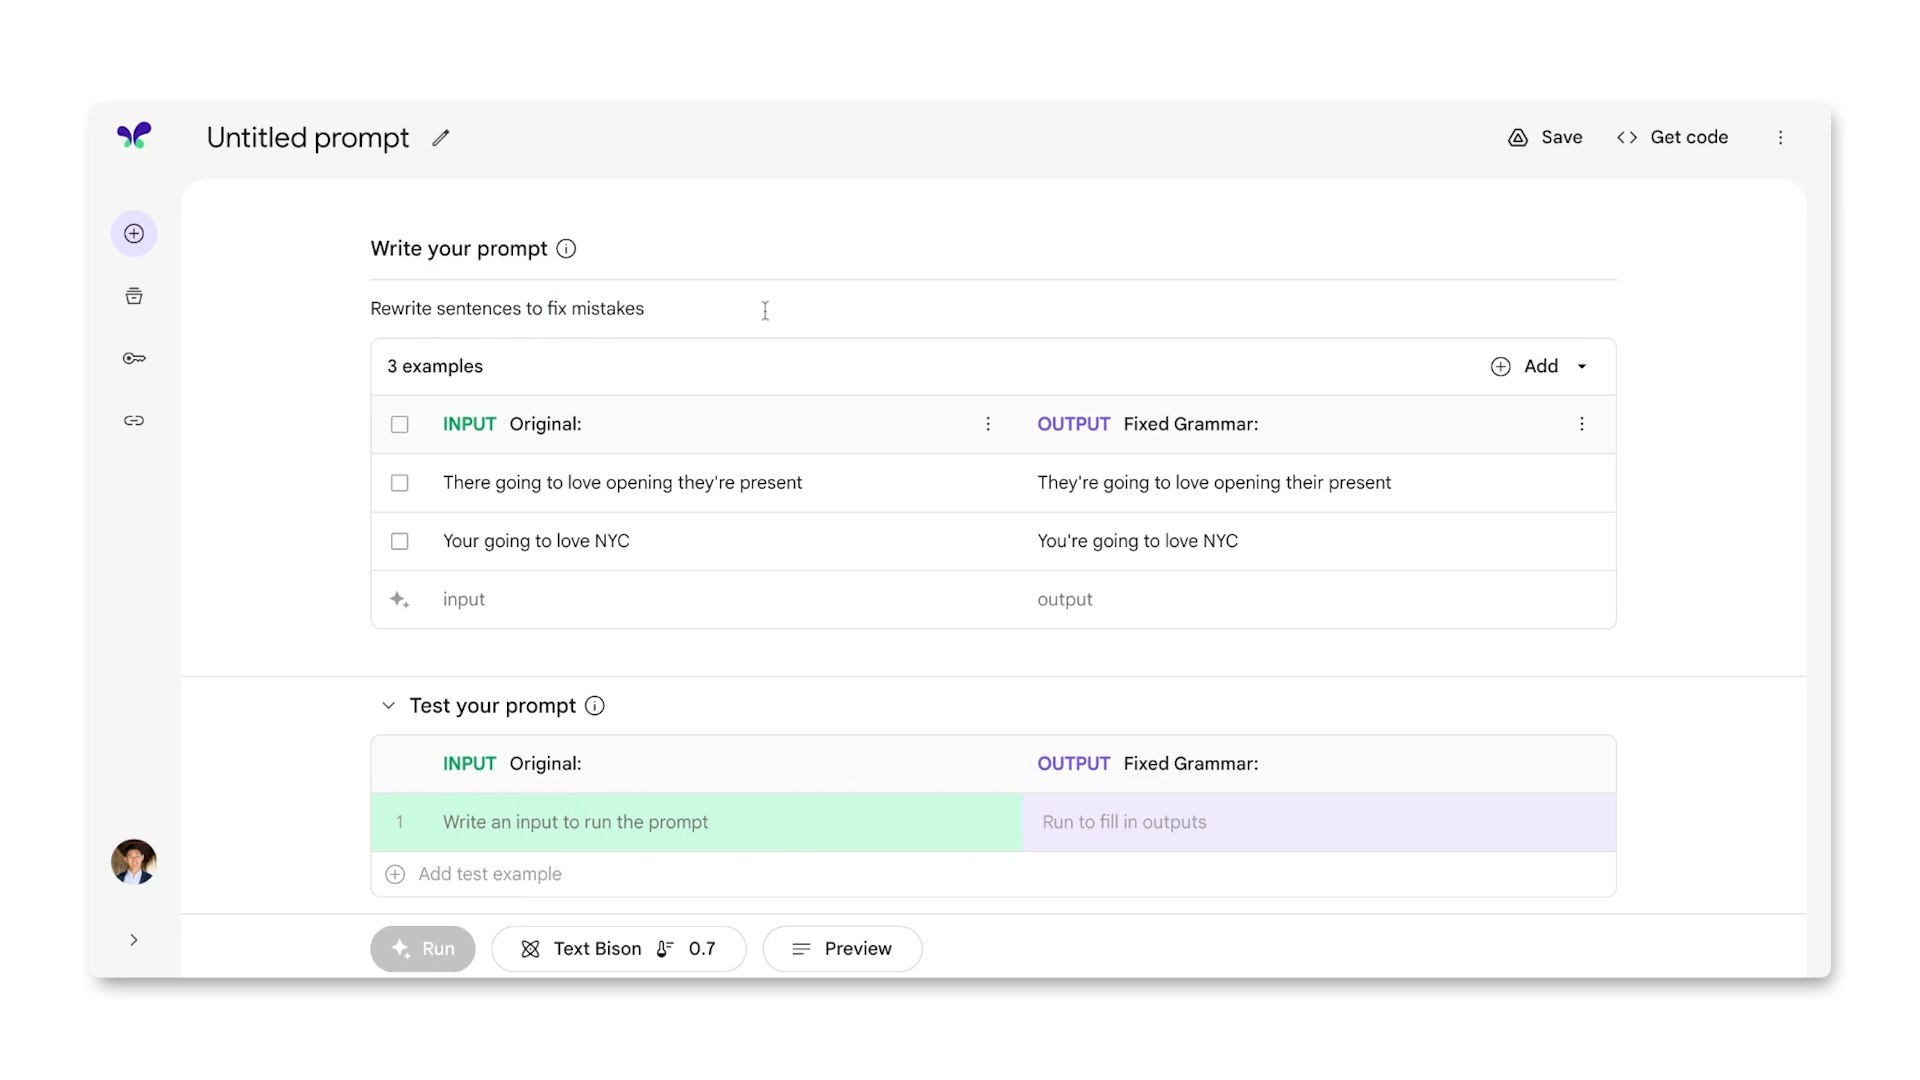 Untitled prompt
Save
Get code
Write your prompt
Rewrite sentences to fix mistakes
3 examples
Add
INPUT Original:
OUTPUT Fixed Grammar:
There going to love opening they're present
They're going to love opening their present
Your going to love NYC
You're going to love NYC
input
output
Test your prompt
INPUT Original:
OUTPUT Fixed Grammar:
1
Write an input to run the prompt
Run to fill in outputs
Add test example
Run
Text Bison
0.7
Preview